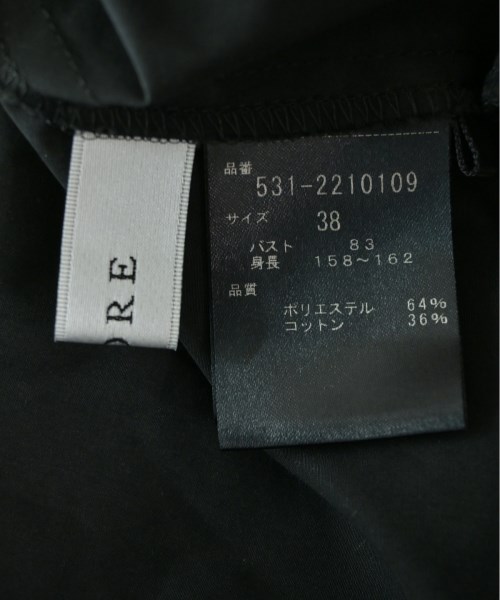 ORE
品番
531-2210109
サイズ
38
バスト 83
身長 158～162
品質
ポリエステル 64%
コットン 36%